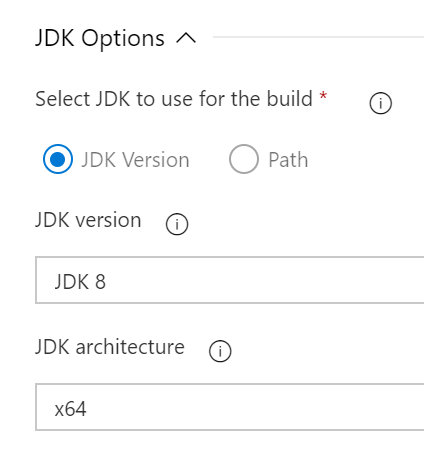 JDK Options
Select JDK to use for the build *
JDK Version Path
JDK version
JDK 8
JDK architecture
x64